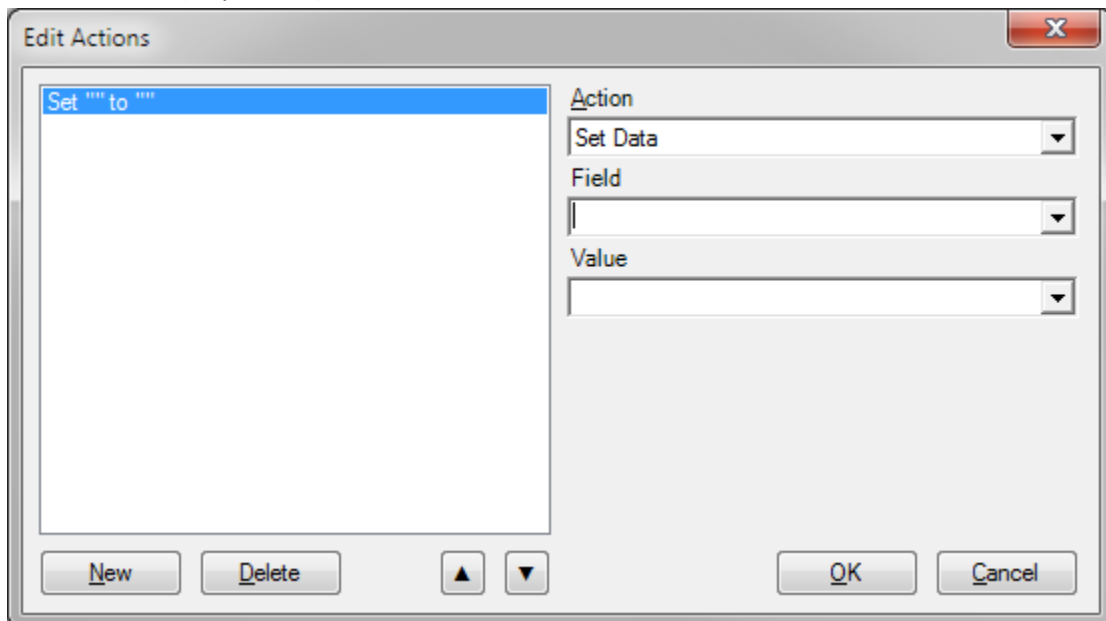 Edit Actions
x
Set "" to ""
Action
Set Data
Field
Value
New
Delete
▲
▼
OK
Cancel